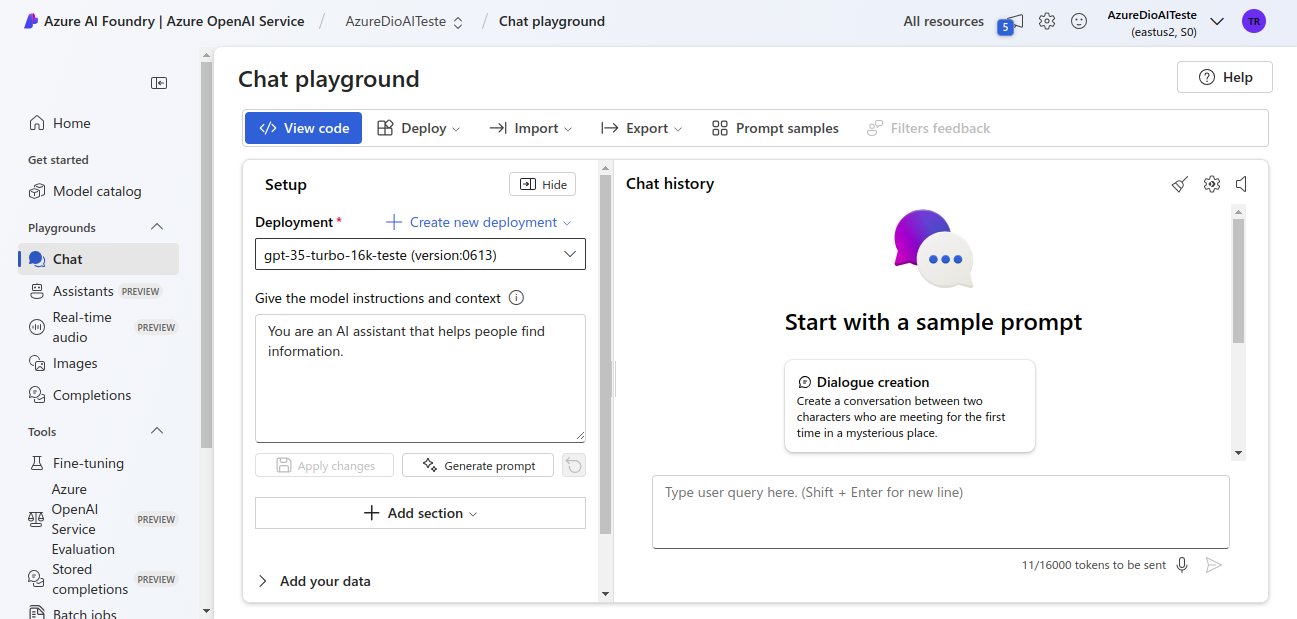 Azure AI Foundry | Azure OpenAI Service / AzureDioAITeste / Chat playground
All resources
5
AzureDioAITeste
(eastus2, S0)
TR
Home
Get started
Model catalog
Playgrounds
Chat
Assistants PREVIEW
Real-time
audio
PREVIEW
Images
Completions
Tools
Fine-tuning
Azure
OpenAI
Service
Evaluation
PREVIEW
Stored
completions
PREVIEW
Batch jobs
Chat playground
Help
View code
Deploy
Import
Export
Prompt samples
Filters feedback
Setup
Hide
Deployment *
Create new deployment
gpt-35-turbo-16k-teste (version:0613)
Give the model instructions and context
You are an AI assistant that helps people find
information.
Apply changes
Generate prompt
Add section
Add your data
Chat history
Start with a sample prompt
Dialogue creation
Create a conversation between two
characters who are meeting for the first
time in a mysterious place.
Type user query here. (Shift + Enter for new line)
11/16000 tokens to be sent